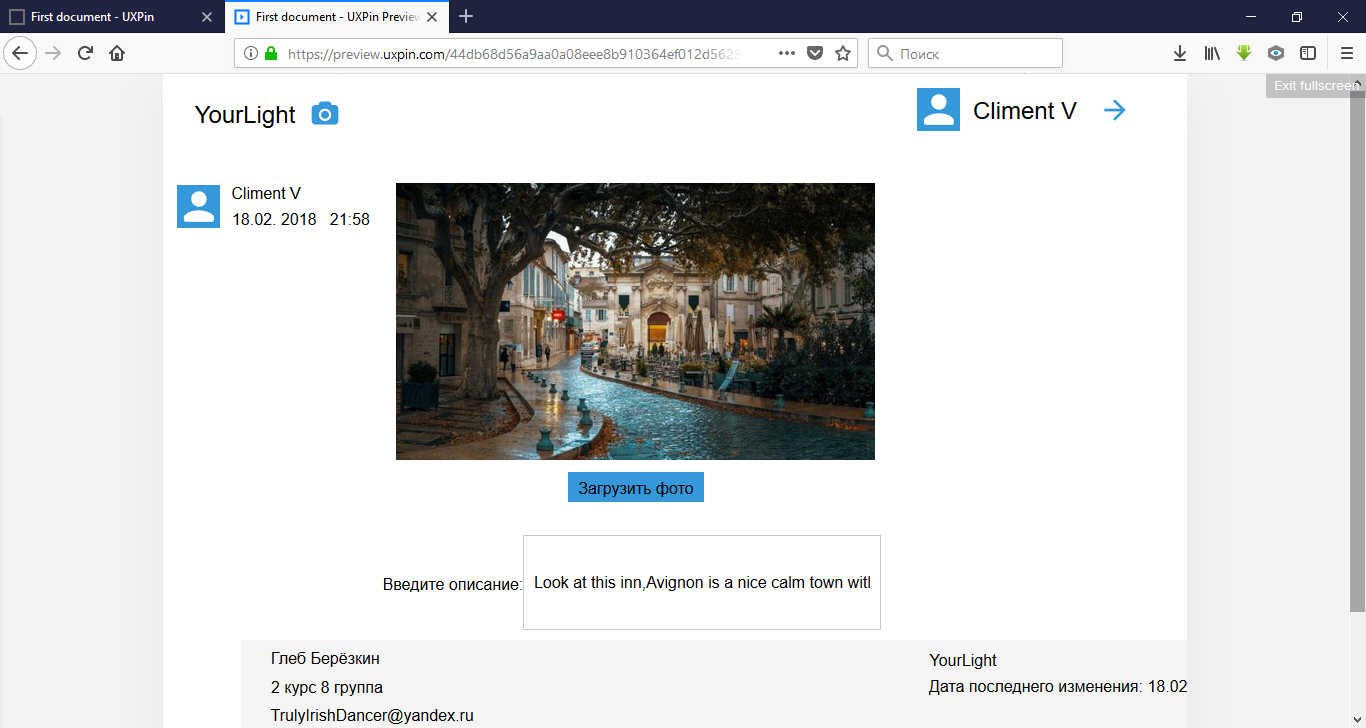 First document - UXPin
First document - UXPin Preview
https://preview.uxpin.com/44db68d56a9aa0a08eee8b910364ef012d5623
Поиск
Exit fullscreen
YourLight
Climent V
Climent V
18.02. 2018 21:58
Загрузить фото
Введите описание:
Look at this inn,Avignon is a nice calm town witl
Глеб Берёзкин
YourLight
2 курс 8 группа
Дата последнего изменения: 18.02
TrulyIrishDancer@yandex.ru